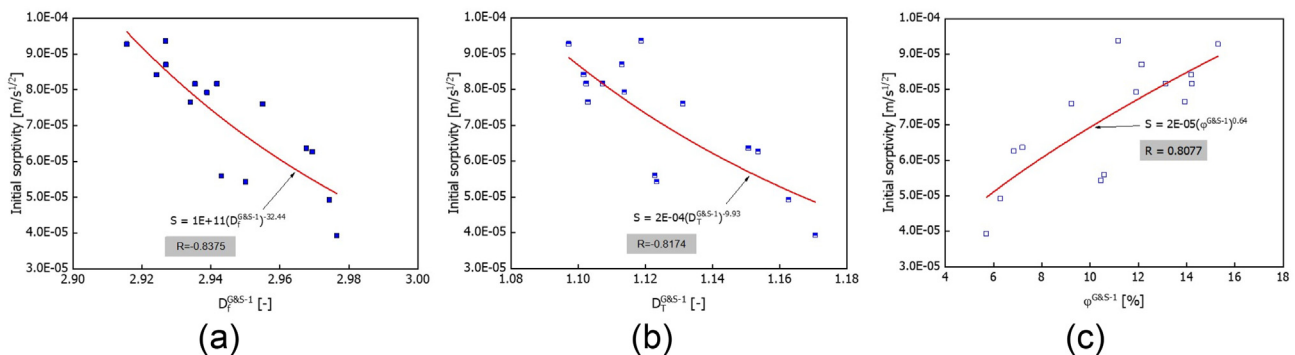 1.0E-04
9.0E-05
8.0E-05
7.0E-05
6.0E-05
5.0E-05
4.0E-05
3.0E-05
Initial sorptivity [m/s^1/2]
S = 1E+11(D_f^G&S-1)^-32.44
R=-0.8375
2.90 2.92 2.94 2.96 2.98 3.00
D_f^G&S-1 [-]
(a)
1.0E-04
9.0E-05
8.0E-05
7.0E-05
6.0E-05
5.0E-05
4.0E-05
3.0E-05
Initial sorptivity [m/s^1/2]
S = 2E-04(D_T^G&S-1)^-9.93
R=-0.8174
1.08 1.10 1.12 1.14 1.16 1.18
D_T^G&S-1 [-]
(b)
1.0E-04
9.0E-05
8.0E-05
7.0E-05
6.0E-05
5.0E-05
4.0E-05
3.0E-05
Initial sorptivity [m/s^1/2]
S = 2E-05(φ^G&S-1)^0.64
R = 0.8077
4 6 8 10 12 14 16 18
φ^G&S-1 [%]
(c)